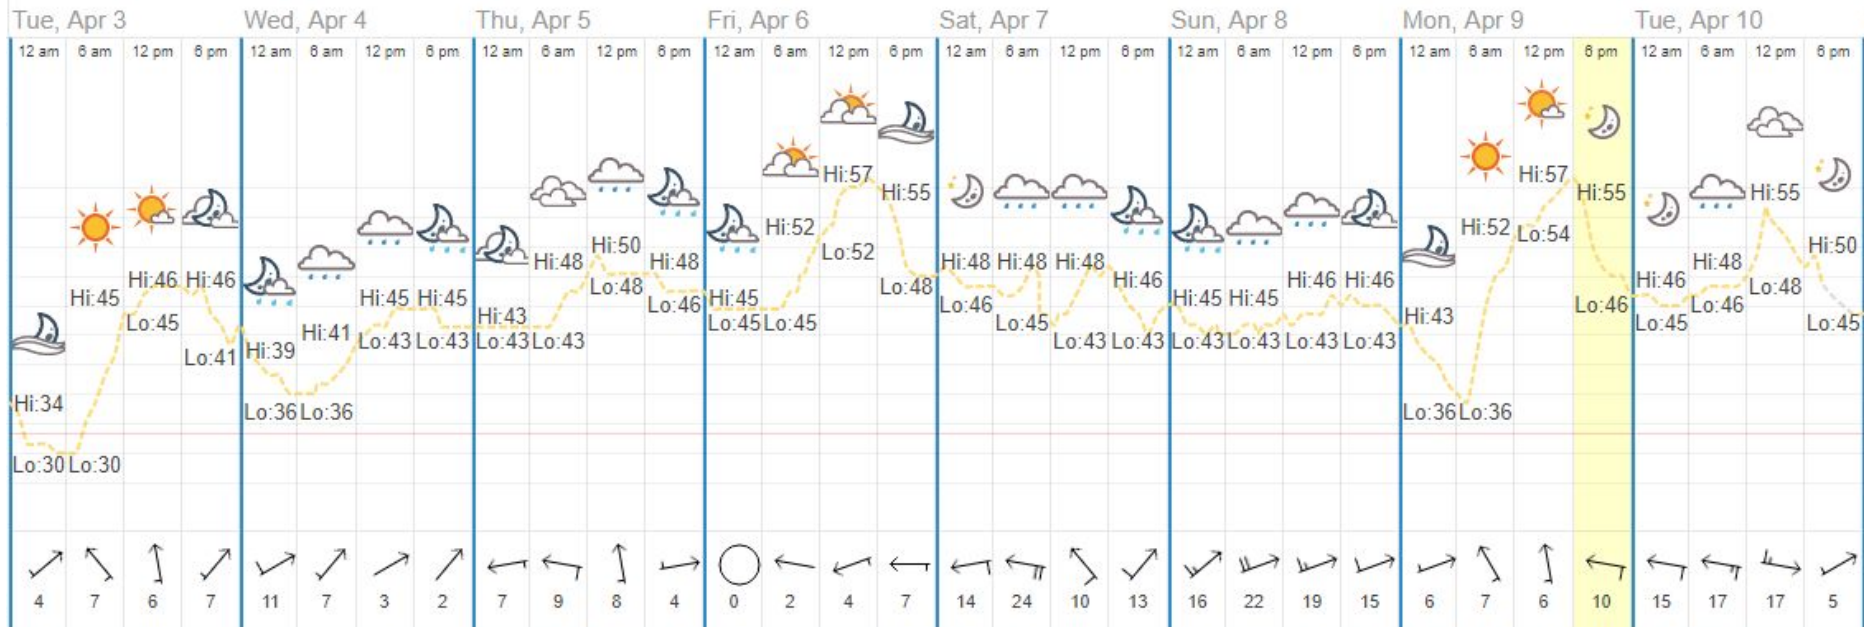 Tue, Apr 3 Wed, Apr 4 Thu, Apr 5 Fri, Apr 6 Sat, Apr 7 Sun, Apr 8 Mon, Apr 9 Tue, Apr 10
12 am 6 am 12 pm 6 pm 12 am 6 am 12 pm 6 pm 12 am 6 am 12 pm 6 pm 12 am 6 am 12 pm 6 pm 12 am 6 am 12 pm 6 pm 12 am 6 am 12 pm 6 pm 12 am 6 am 12 pm 6 pm 12 am 6 am 12 pm 6 pm
Hi:34 Hi:45 Hi:46 Hi:46 Hi:39 Hi:41 Hi:45 Hi:45 Hi:43 Hi:48 Hi:50 Hi:48 Hi:45 Hi:52 Hi:57 Hi:55 Hi:48 Hi:48 Hi:48 Hi:46 Hi:45 Hi:45 Hi:46 Hi:46 Hi:43 Hi:52 Hi:57 Hi:55 Hi:46 Hi:48 Hi:55 Hi:50
Lo:30 Lo:30 Lo:45 Lo:41 Lo:36 Lo:36 Lo:43 Lo:43 Lo:43 Lo:43 Lo:48 Lo:46 Lo:45 Lo:45 Lo:52 Lo:48 Lo:46 Lo:45 Lo:43 Lo:43 Lo:43 Lo:43 Lo:43 Lo:43 Lo:36 Lo:36 Lo:54 Lo:46 Lo:45 Lo:46 Lo:48 Lo:45
4 7 6 7 11 7 3 2 7 9 8 4 0 2 4 7 14 24 10 13 16 22 19 15 6 7 6 10 15 17 17 5